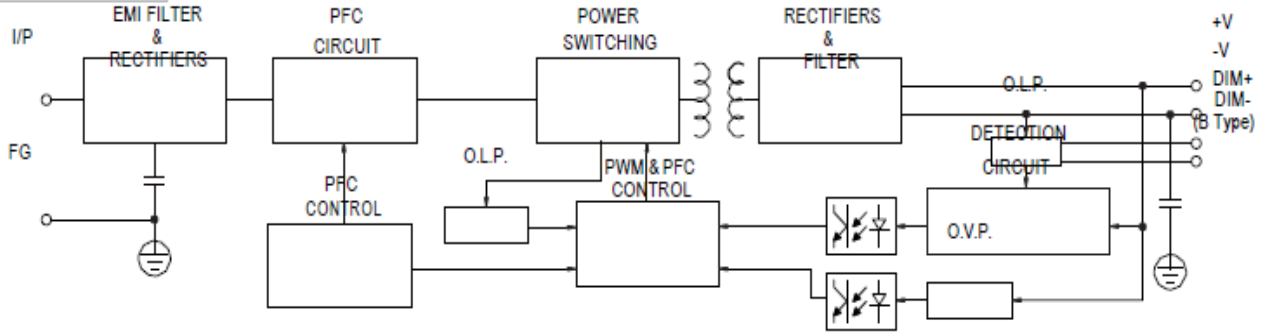 EMI FILTER
&
RECTIFIERS
PFC
CIRCUIT
POWER
SWITCHING
RECTIFIERS
&
FILTER
I/P
+V
-V
DIM+
DIM-
(B Type)
O.L.P.
FG
DETECTION
CIRCUIT
O.L.P.
PWM & PFC
CONTROL
PFC
CONTROL
O.V.P.